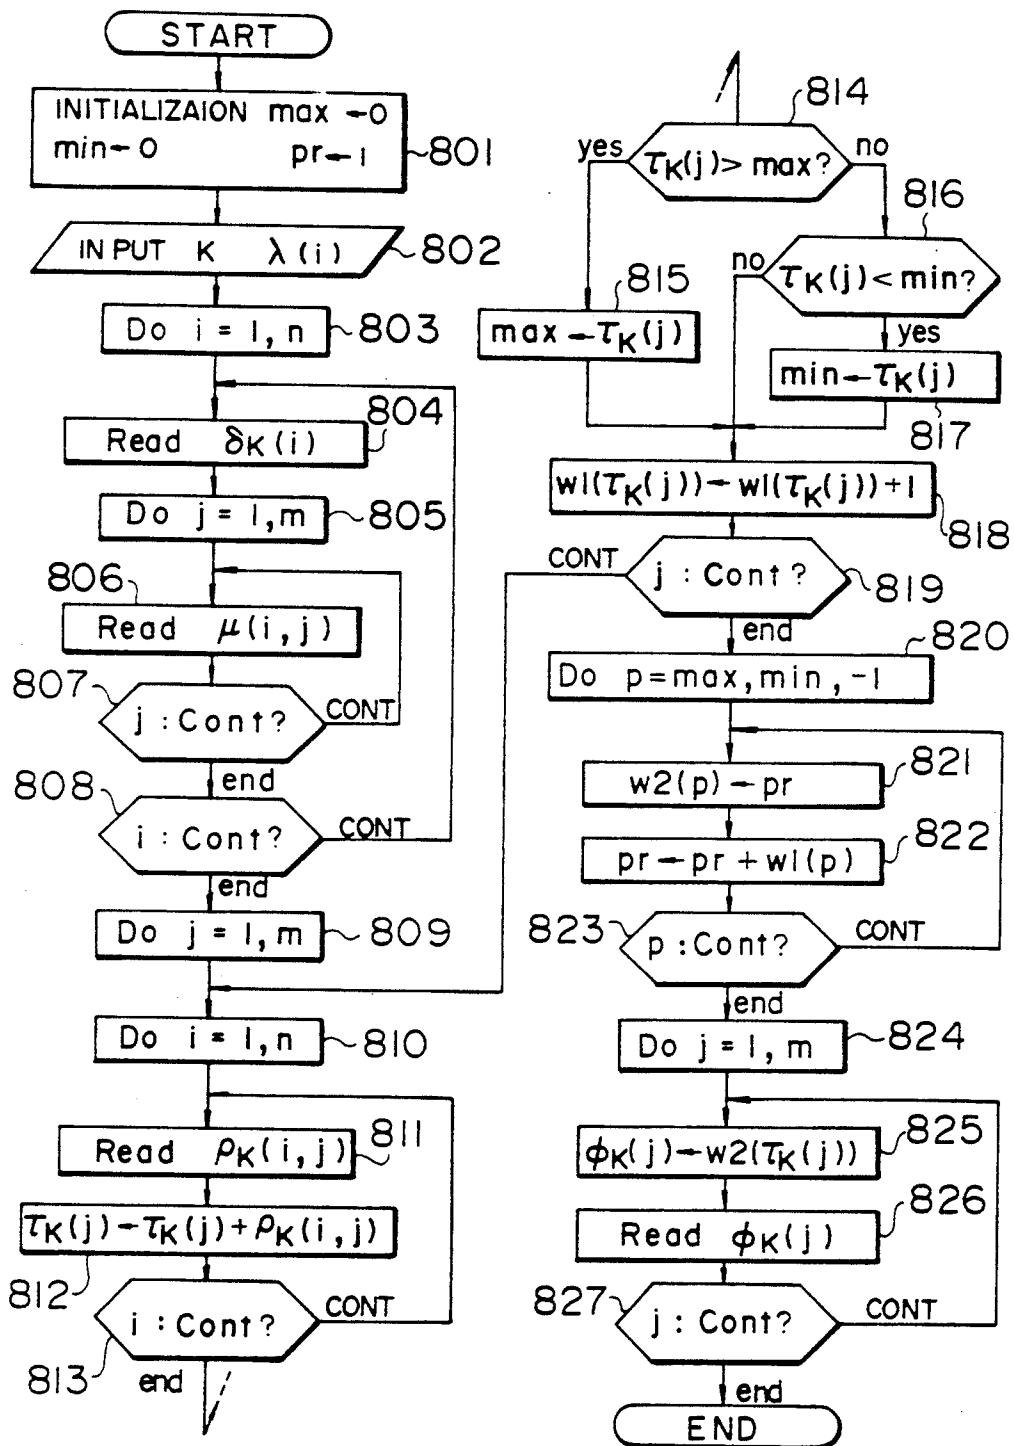 START
INITIALIZAION max ←0
min←0 pr←1
801
INPUT K λ(i)
802
Do i = 1, n
803
804
Read δK(i)
Do j = 1, m
805
806
Read μ(i, j)
807
j : Cont?
CONT
end
808
i : Cont?
CONT
end
Do j = 1, m
809
Do i = 1, n
810
Read ρK(i, j)
811
τK(j)←τK(j) + ρK(i, j)
812
i : Cont?
CONT
813
end
814
yes
τK(j) > max?
no
816
no
τK(j) < min?
815
max ←τK(j)
yes
min←τK(j)
817
w1(τK(j))←w1(τK(j))+1
818
CONT
j : Cont?
819
end
820
Do p=max, min, -1
821
w2(p)←pr
822
pr←pr + w1(p)
823
p : Cont?
CONT
end
Do j = 1, m
824
φK(j)←w2(τK(j))
825
826
Read φK(j)
827
j : Cont?
CONT
end
END